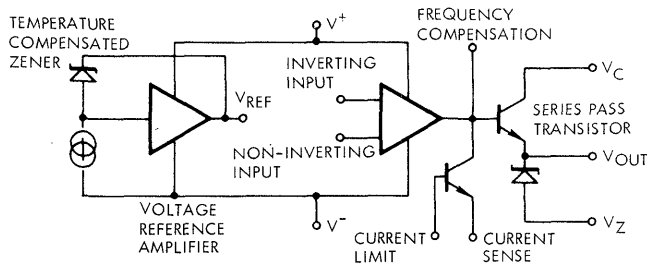 TEMPERATURE
COMPENSATED
ZENER
V+
FREQUENCY
COMPENSATION
INVERTING
INPUT
VREF
VC
SERIES PASS
TRANSISTOR
NON-INVERTING
INPUT
VOUT
VOLTAGE
REFERENCE
AMPLIFIER
V-
CURRENT
LIMIT
CURRENT
SENSE
VZ